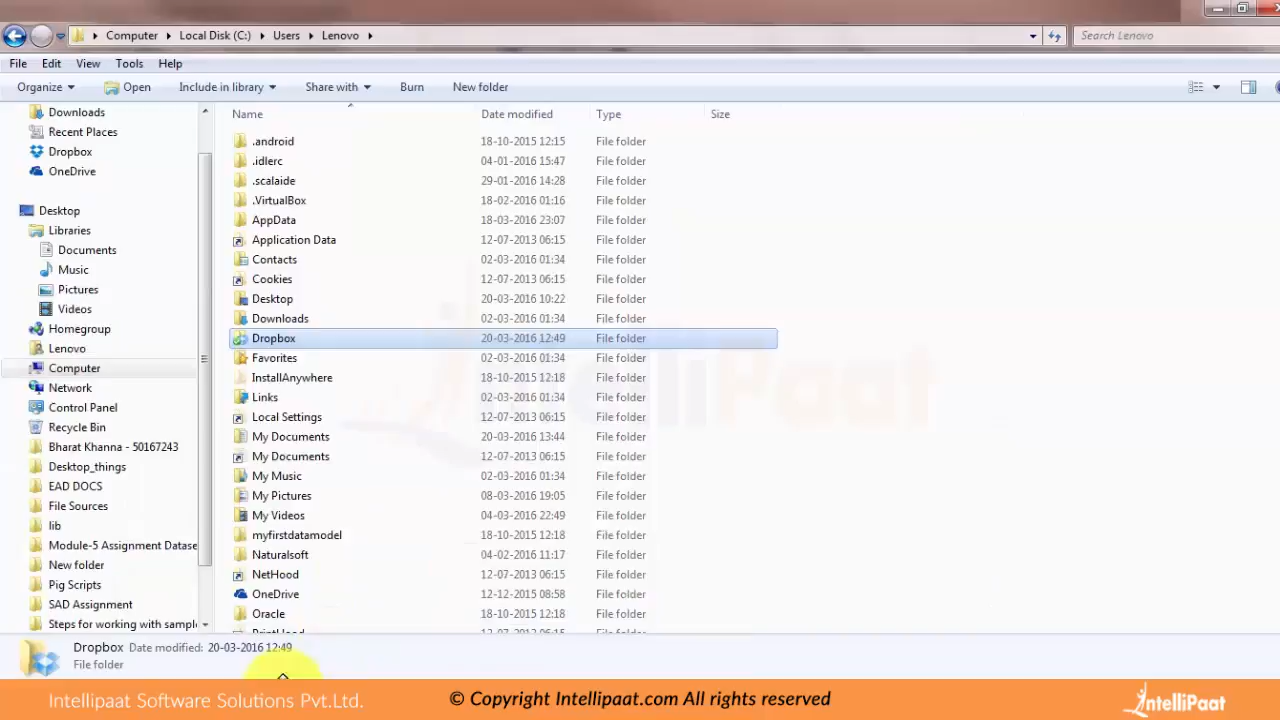 Computer Local Disk (C:) Users Lenovo
Search Lenovo
File Edit View Tools Help
Organize Open Include in library Share with Burn New folder
Downloads
Recent Places
Dropbox
OneDrive
Desktop
Libraries
Documents
Music
Pictures
Videos
Homegroup
Lenovo
Computer
Network
Control Panel
Recycle Bin
Bharat Khanna - 50167243
Desktop_things
EAD DOCS
File Sources
lib
Module-5 Assignment Datase
New folder
Pig Scripts
SAD Assignment
Steps for working with sampl
Name Date modified Type Size
.android 18-10-2015 12:15 File folder
.idlerc 04-01-2016 15:47 File folder
.scalaide 29-01-2016 14:28 File folder
.VirtualBox 18-02-2016 01:16 File folder
AppData 18-03-2016 23:07 File folder
Application Data 12-07-2013 06:15 File folder
Contacts 02-03-2016 01:34 File folder
Cookies 12-07-2013 06:15 File folder
Desktop 20-03-2016 10:22 File folder
Downloads 02-03-2016 01:34 File folder
Dropbox 20-03-2016 12:49 File folder
Favorites 02-03-2016 01:34 File folder
InstallAnywhere 18-10-2015 12:18 File folder
Links 02-03-2016 01:34 File folder
Local Settings 12-07-2013 06:15 File folder
My Documents 20-03-2016 13:44 File folder
My Documents 12-07-2013 06:15 File folder
My Music 02-03-2016 01:34 File folder
My Pictures 08-03-2016 19:05 File folder
My Videos 04-03-2016 22:49 File folder
myfirstdatamodel 18-10-2015 12:18 File folder
Naturalsoft 04-02-2016 11:17 File folder
NetHood 12-07-2013 06:15 File folder
OneDrive 12-12-2015 08:58 File folder
Oracle 18-10-2015 12:18 File folder
PrintHood 12-07-2013 06:15 File folder
IntelliPaat
Dropbox Date modified: 20-03-2016 12:49
File folder
Intellipaat Software Solutions Pvt.Ltd.
© Copyright Intellipaat.com All rights reserved
IntelliPaat